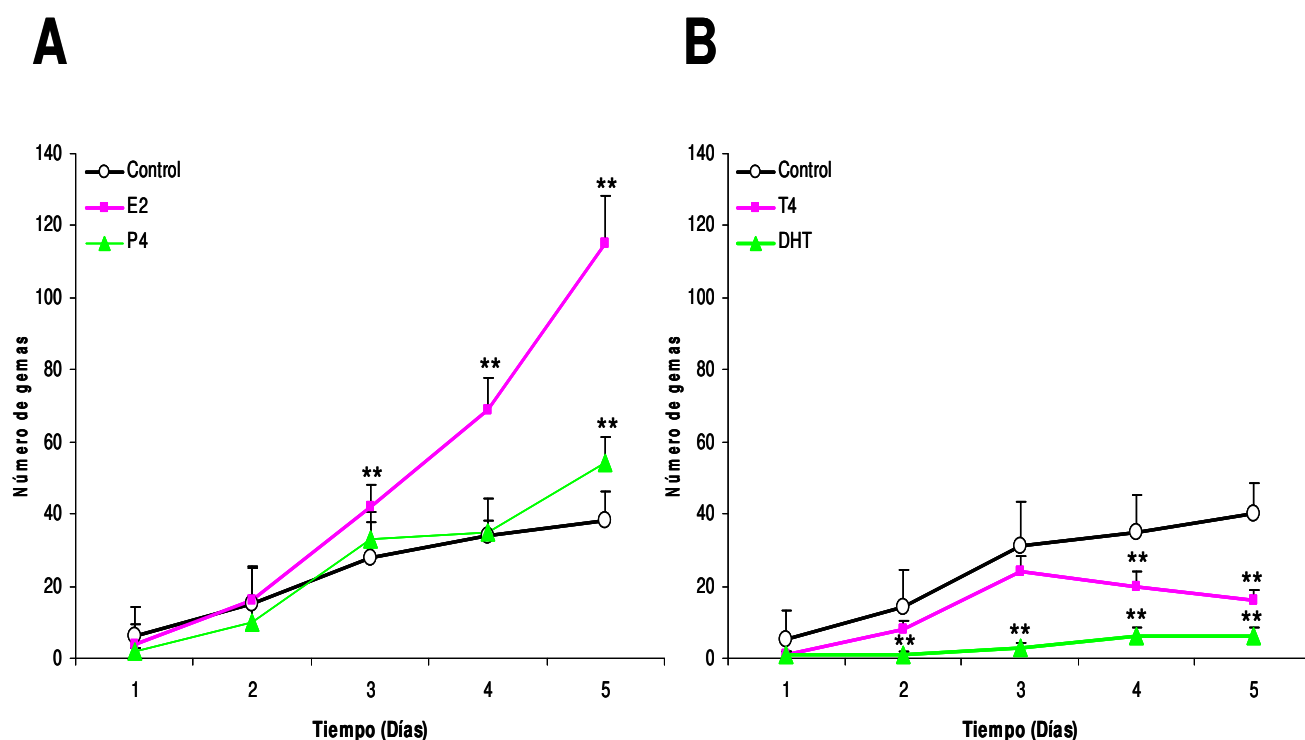 A
140
120
100
80
60
40
20
0
Número de gemas
Control
E2
P4
**
**
**
**
1 2 3 4 5
Tiempo (Días)
B
140
120
100
80
60
40
20
0
Número de gemas
Control
T4
DHT
**
**
**
**
**
**
1 2 3 4 5
Tiempo (Días)